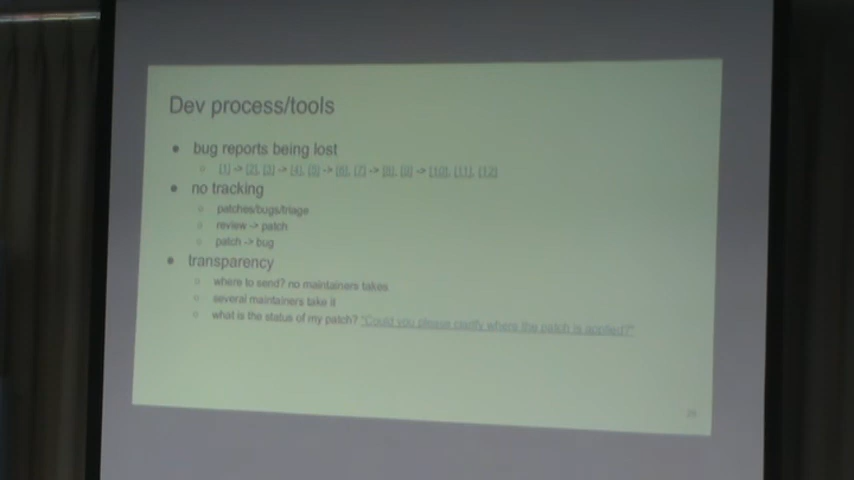 Dev process/tools
bug reports being lost
[1] -> [2], [3] -> [4], [5] -> [6], [7] -> [8], [9] -> [10], [11], [12]
no tracking
patches/bugs/triage
review -> patch
patch -> bug
transparency
where to send? no maintainers takes
several maintainers take it
what is the status of my patch? "Could you please clarify where the patch is applied?"